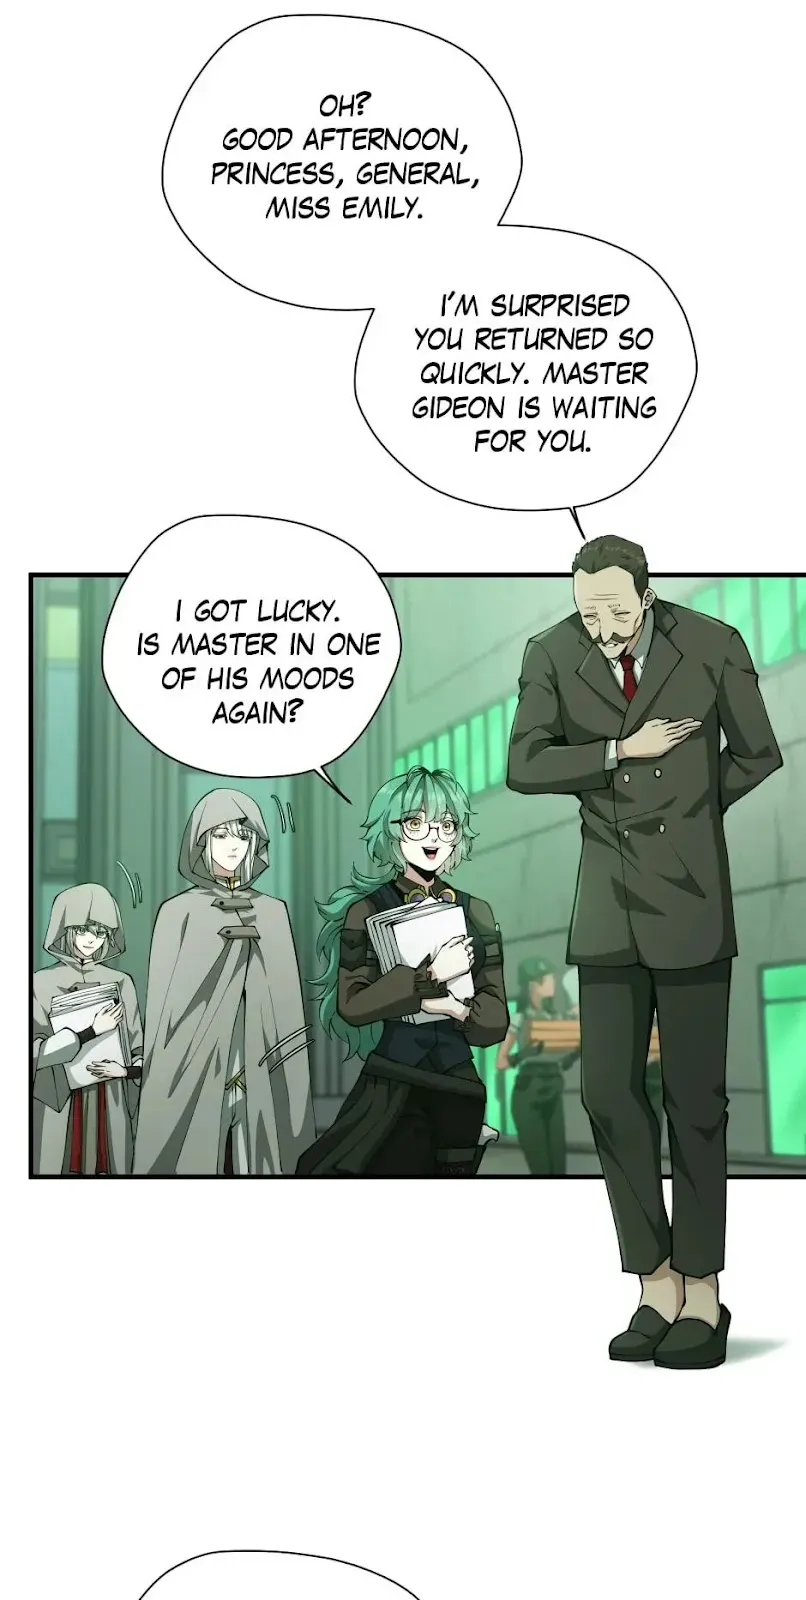 OH?
GOOD AFTERNOON,
PRINCESS, GENERAL,
MISS EMILY.
I'M SURPRISED
YOU RETURNED SO
QUICKLY. MASTER
GIDEON IS WAITING
FOR YOU.
I GOT LUCKY.
IS MASTER IN ONE
OF HIS MOODS
AGAIN?